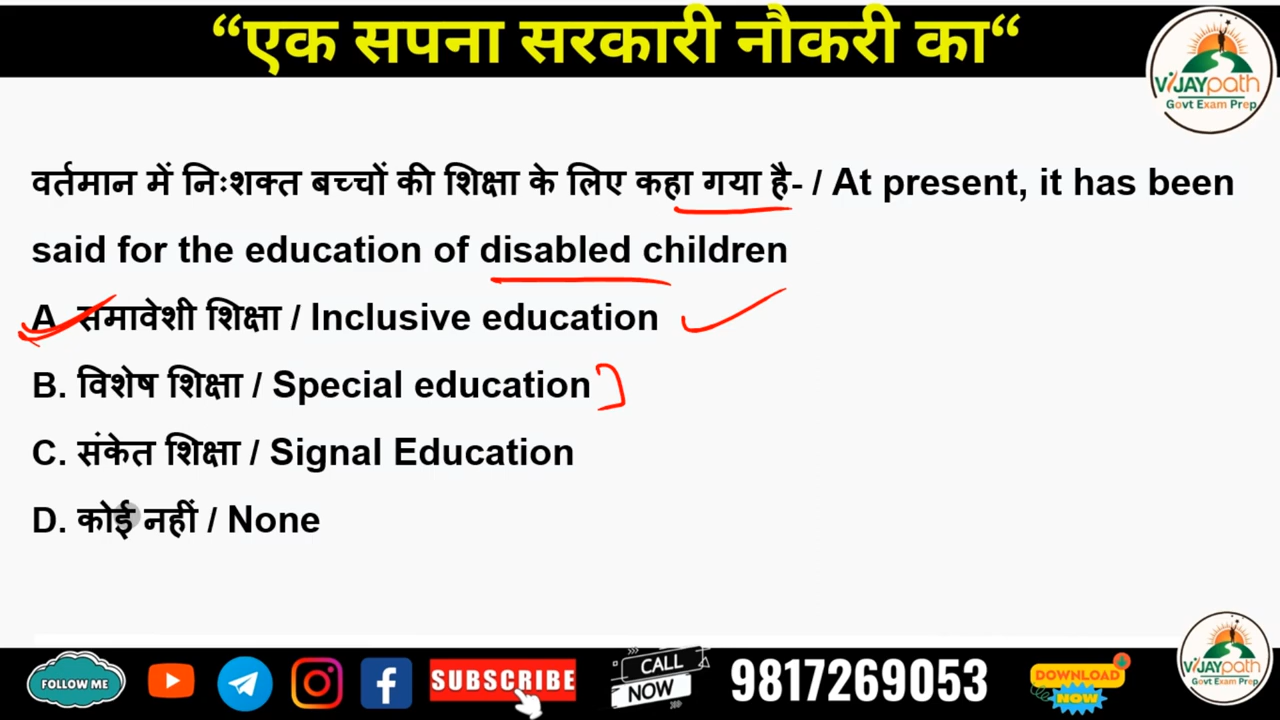 “एक सपना सरकारी नौकरी का“
VIJAYpath
Govt Exam Prep
वर्तमान में निःशक्त बच्चों की शिक्षा के लिए कहा गया है- / At present, it has been
said for the education of disabled children
A. समावेशी शिक्षा / Inclusive education
B. विशेष शिक्षा / Special education
C. संकेत शिक्षा / Signal Education
D. कोई नहीं / None
FOLLOW ME
SUBSCRIBE
CALL
NOW
9817269053
DOWNLOAD
NOW
VIJAYpath
Govt Exam Prep